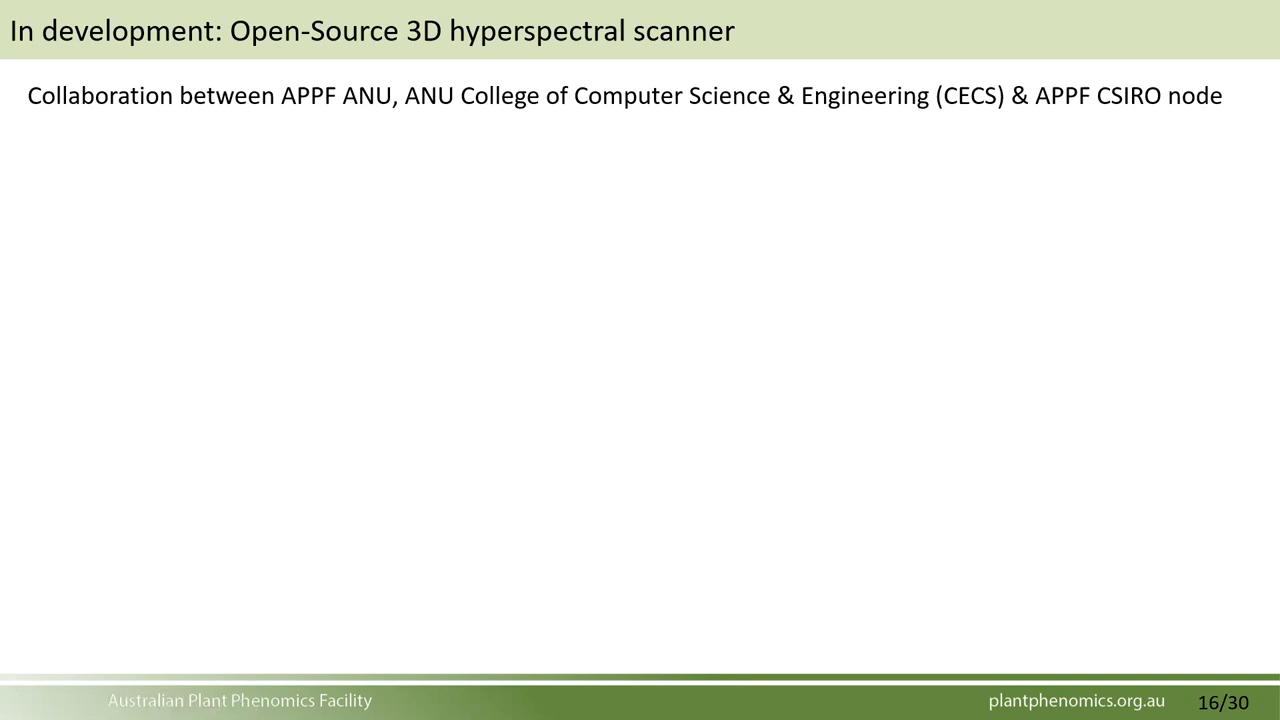 In development: Open-Source 3D hyperspectral scanner
Collaboration between APPF ANU, ANU College of Computer Science & Engineering (CECS) & APPF CSIRO node
Australian Plant Phenomics Facility
plantphenomics.org.au
16/30